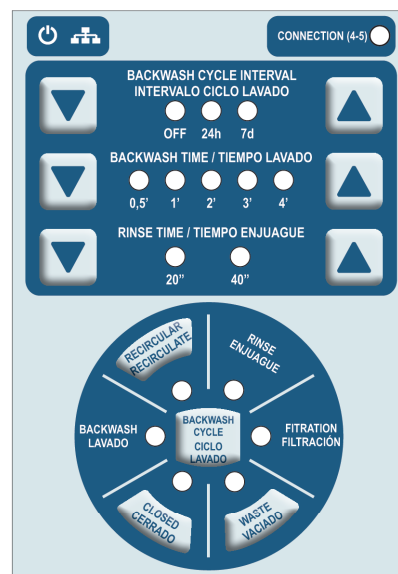 CONNECTION (4-5)
BACKWASH CYCLE INTERVAL
INTERVALO CICLO LAVADO
OFF 24h 7d
BACKWASH TIME / TIEMPO LAVADO
0,5' 1' 2' 3' 4'
RINSE TIME / TIEMPO ENJUAGUE
20" 40"
RECIRCULAR
RECIRCULATE
RINSE
ENJUAGUE
BACKWASH
LAVADO
BACKWASH
CYCLE
CICLO
LAVADO
FITRATION
FILTRACIÓN
CLOSED
CERRADO
WASTE
VACIADO